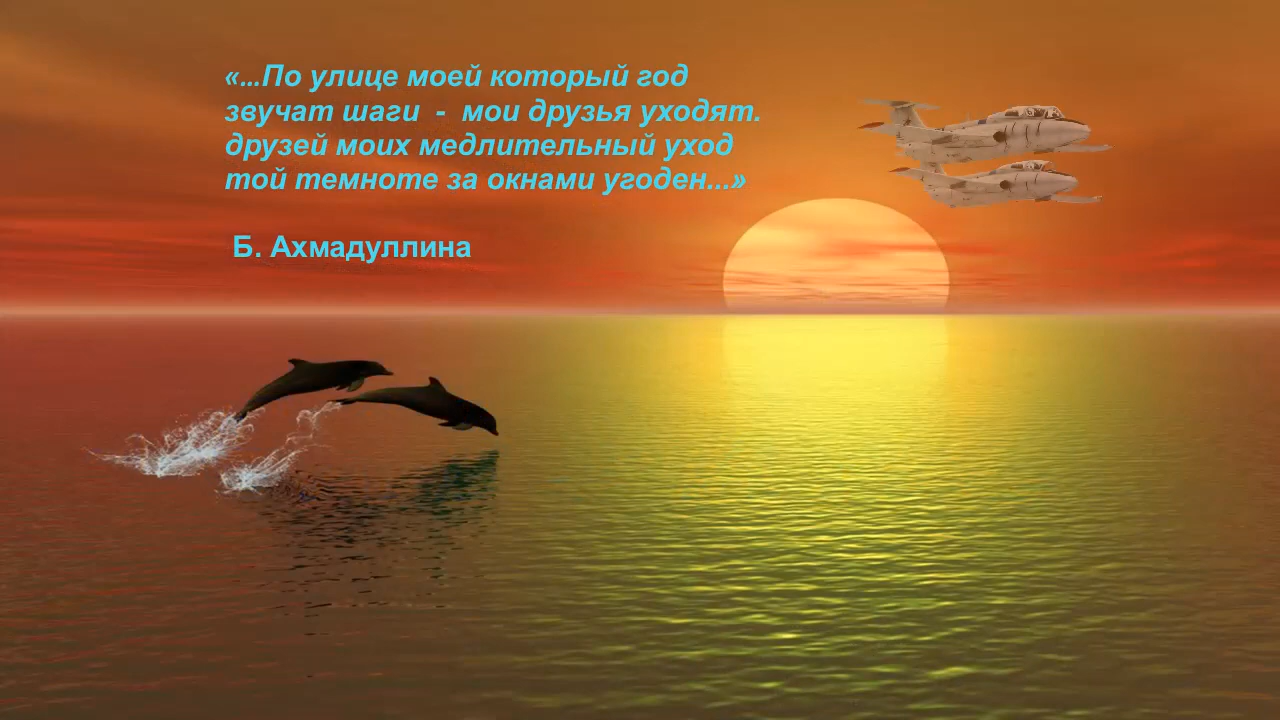 «...По улице моей который год
звучат шаги  -  мои друзья уходят.
друзей моих медлительный уход
той темноте за окнами угоден...»
Б. Ахмадуллина